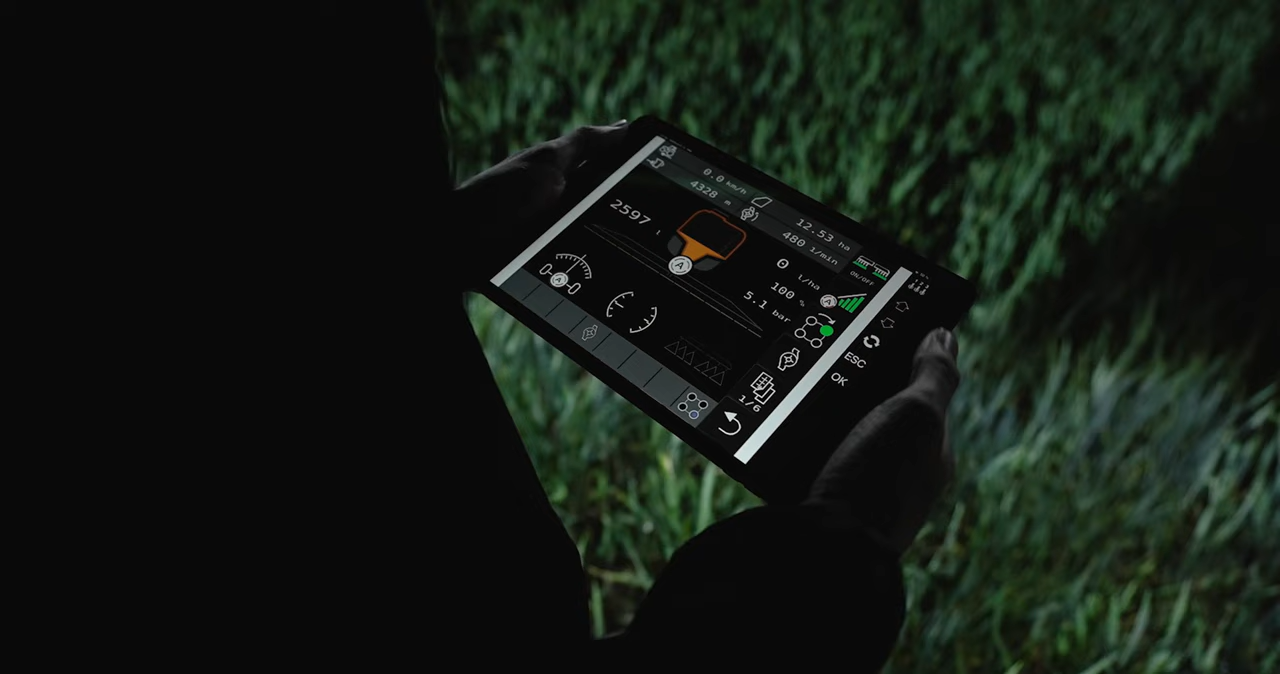 0.0 km/h
4328 m
12.53 ha
480 l/min
2597 l
A
0 l/ha
100 %
5.1 bar
A
A
ON/OFF
1/6
ESC
OK